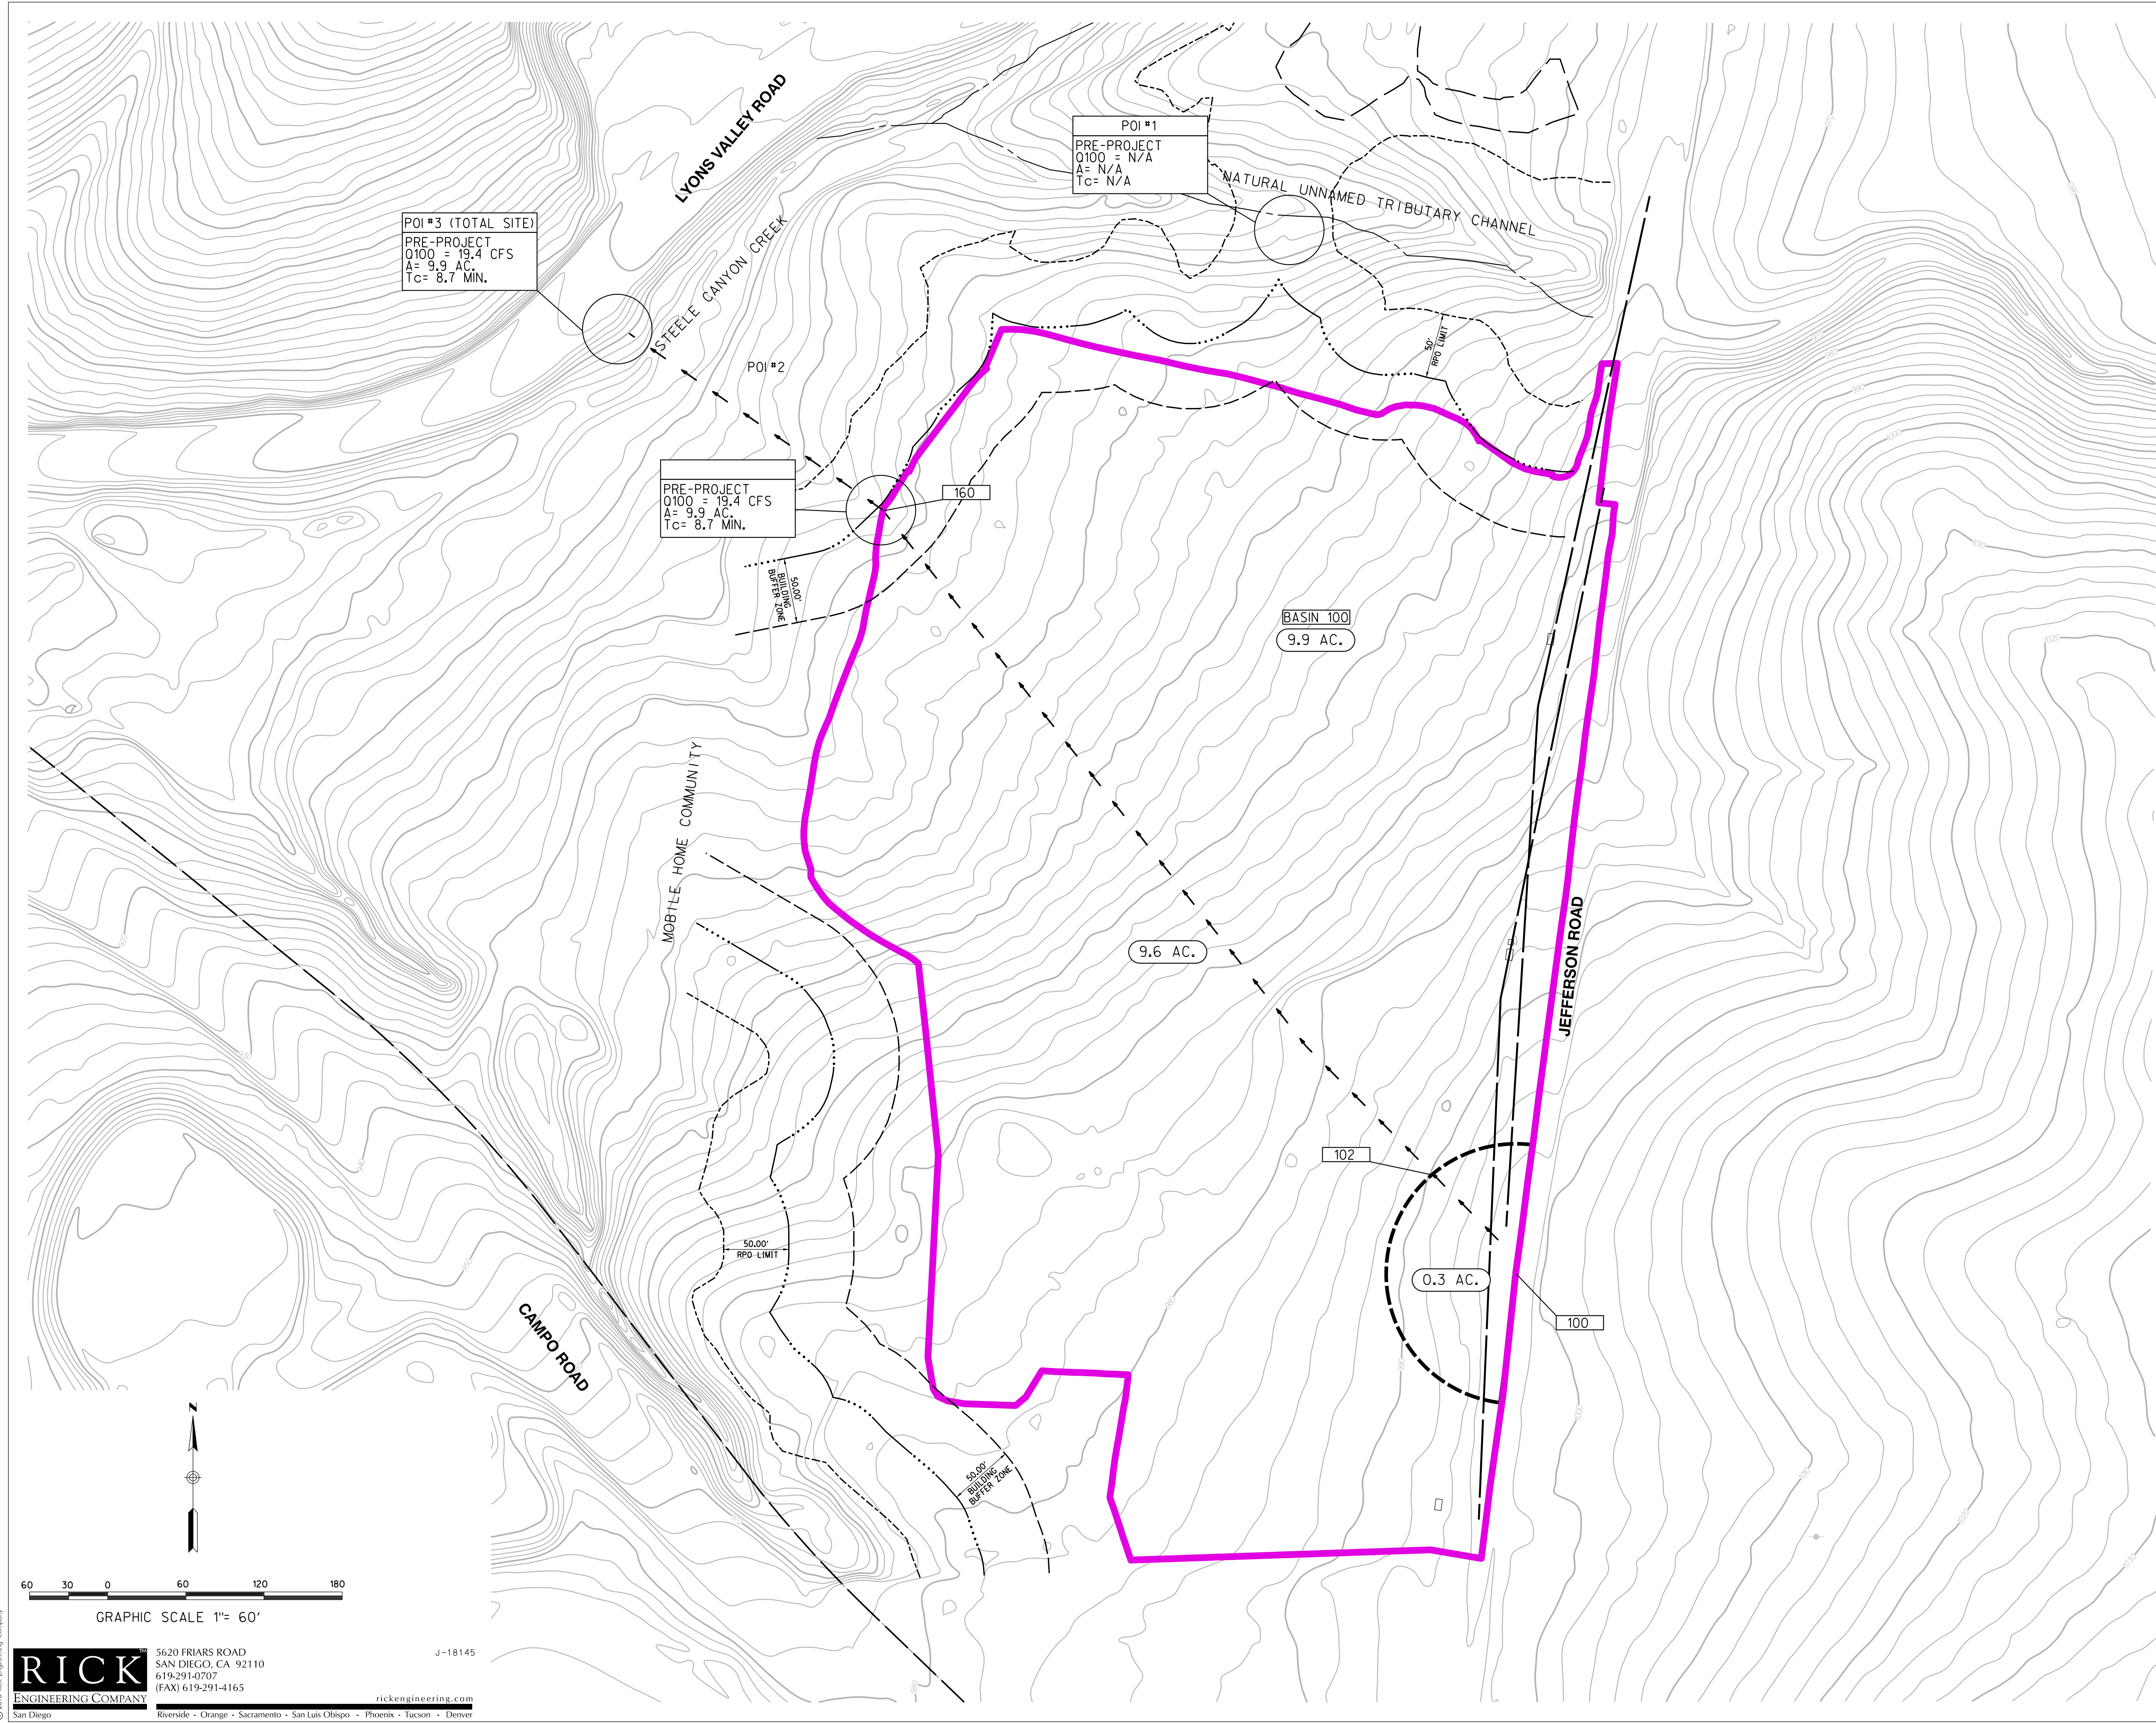 LYONS VALLEY ROAD
POI #1
PRE-PROJECT
Q100 = N/A
A= N/A
Tc= N/A
NATURAL UNNAMED TRIBUTARY CHANNEL
POI #3 (TOTAL SITE)
PRE-PROJECT
Q100 = 19.4 CFS
A= 9.9 AC.
Tc= 8.7 MIN.
STEELE CANYON CREEK
POI #2
50'
RPO LIMIT
PRE-PROJECT
Q100 = 19.4 CFS
A= 9.9 AC.
Tc= 8.7 MIN.
160
50.00'
BUILDING
BUFFER ZONE
BASIN 100
9.9 AC.
MOBILE HOME COMMUNITY
9.6 AC.
JEFFERSON ROAD
102
50.00'
RPO LIMIT
0.3 AC.
100
CAMPO ROAD
50.00'
BUILDING
BUFFER ZONE
N
60 30 0 60 120 180
GRAPHIC SCALE 1"= 60'
RICK TM
ENGINEERING COMPANY
5620 FRIARS ROAD
SAN DIEGO, CA 92110
619-291-0707
(FAX) 619-291-4165
J-18145
rickengineering.com
San Diego
Riverside - Orange - Sacramento - San Luis Obispo - Phoenix - Tucson - Denver